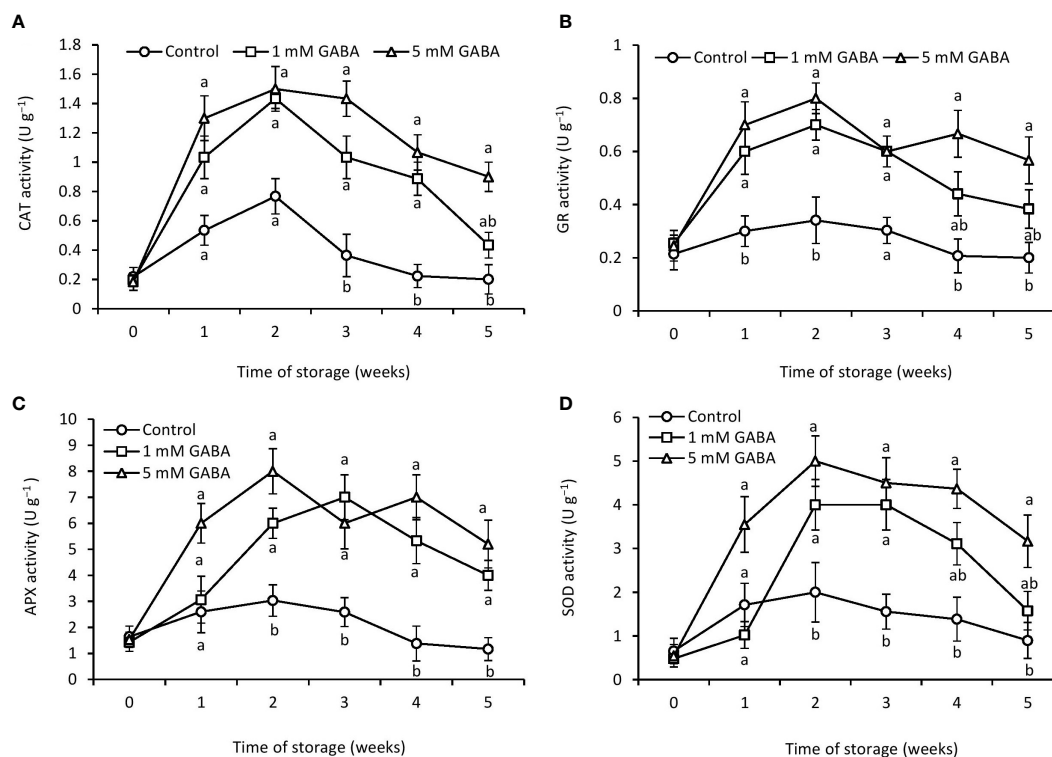 A
1.8
1.6
1.4
1.2
1
0.8
0.6
0.4
0.2
0
CAT activity (U g⁻¹)
Control 1 mM GABA 5 mM GABA
a a a a a
a a a a ab
a a b b b
0 1 2 3 4 5
Time of storage (weeks)
B
1
0.8
0.6
0.4
0.2
0
GR activity (U g⁻¹)
Control 1 mM GABA 5 mM GABA
a a a a a
a a a ab ab
b b b b
0 1 2 3 4 5
Time of storage (weeks)
C
10
9
8
7
6
5
4
3
2
1
0
APX activity (U g⁻¹)
Control
1 mM GABA
5 mM GABA
a a a a a
a a a a a
a b b b b
0 1 2 3 4 5
Time of storage (weeks)
D
6
5
4
3
2
1
0
SOD activity (U g⁻¹)
Control
1 mM GABA
5 mM GABA
a a a a a
a a a ab ab
a b b b b
0 1 2 3 4 5
Time of storage (weeks)